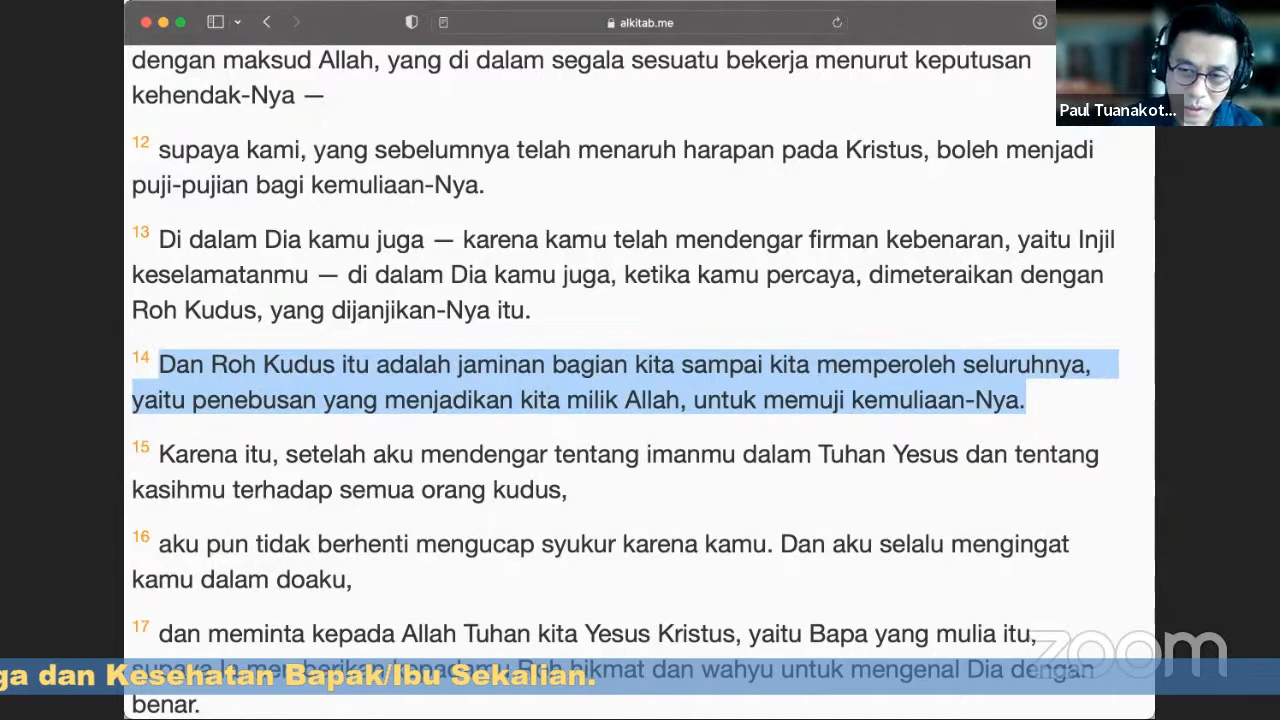 alkitab.me
Paul Tuanakot...
dengan maksud Allah, yang di dalam segala sesuatu bekerja menurut keputusan
kehendak-Nya —
12 supaya kami, yang sebelumnya telah menaruh harapan pada Kristus, boleh menjadi
puji-pujian bagi kemuliaan-Nya.
13 Di dalam Dia kamu juga — karena kamu telah mendengar firman kebenaran, yaitu Injil
keselamatanmu — di dalam Dia kamu juga, ketika kamu percaya, dimeteraikan dengan
Roh Kudus, yang dijanjikan-Nya itu.
14 Dan Roh Kudus itu adalah jaminan bagian kita sampai kita memperoleh seluruhnya,
yaitu penebusan yang menjadikan kita milik Allah, untuk memuji kemuliaan-Nya.
15 Karena itu, setelah aku mendengar tentang imanmu dalam Tuhan Yesus dan tentang
kasihmu terhadap semua orang kudus,
16 aku pun tidak berhenti mengucap syukur karena kamu. Dan aku selalu mengingat
kamu dalam doaku,
17 dan meminta kepada Allah Tuhan kita Yesus Kristus, yaitu Bapa yang mulia itu,
zoom
supaya Ia memberikan kepadamu Roh hikmat dan wahyu untuk mengenal Dia dengan
ga dan Kesehatan Bapak/Ibu Sekalian.
benar.